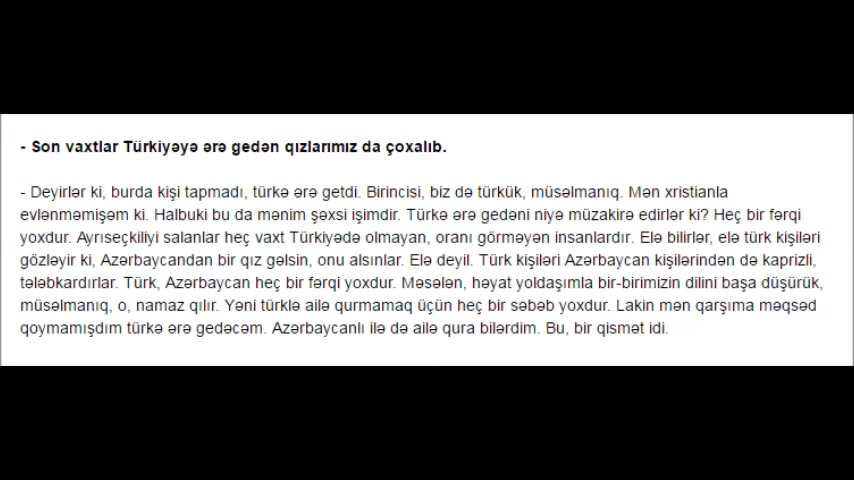 - Son vaxtlar Türkiyəyə ərə gedən qızlarımız da çoxalıb.
- Deyirlər ki, burda kişi tapmadı, türkə ərə getdi. Birincisi, biz də türkük, müsəlmanıq. Mən xristianla
evlənməmişəm ki. Halbuki bu da mənim şəxsi işimdir. Türkə ərə gedəni niyə müzakirə edirlər ki? Heç bir fərqi
yoxdur. Ayrıseçkiliyi salanlar heç vaxt Türkiyədə olmayan, oranı görməyən insanlardır. Elə bilirlər, elə türk kişiləri
gözləyir ki, Azərbaycandan bir qız gəlsin, onu alsınlar. Elə deyil. Türk kişiləri Azərbaycan kişilərindən də kaprizli,
tələbkardırlar. Türk, Azərbaycan heç bir fərqi yoxdur. Məsələn, həyat yoldaşımla bir-birimizin dilini başa düşürük,
müsəlmanıq, o, namaz qılır. Yəni türklə ailə qurmamaq üçün heç bir səbəb yoxdur. Lakin mən qarşıma məqsəd
qoymamışdım türkə ərə gedəcəm. Azərbaycanlı ilə də ailə qura bilərdim. Bu, bir qismət idi.